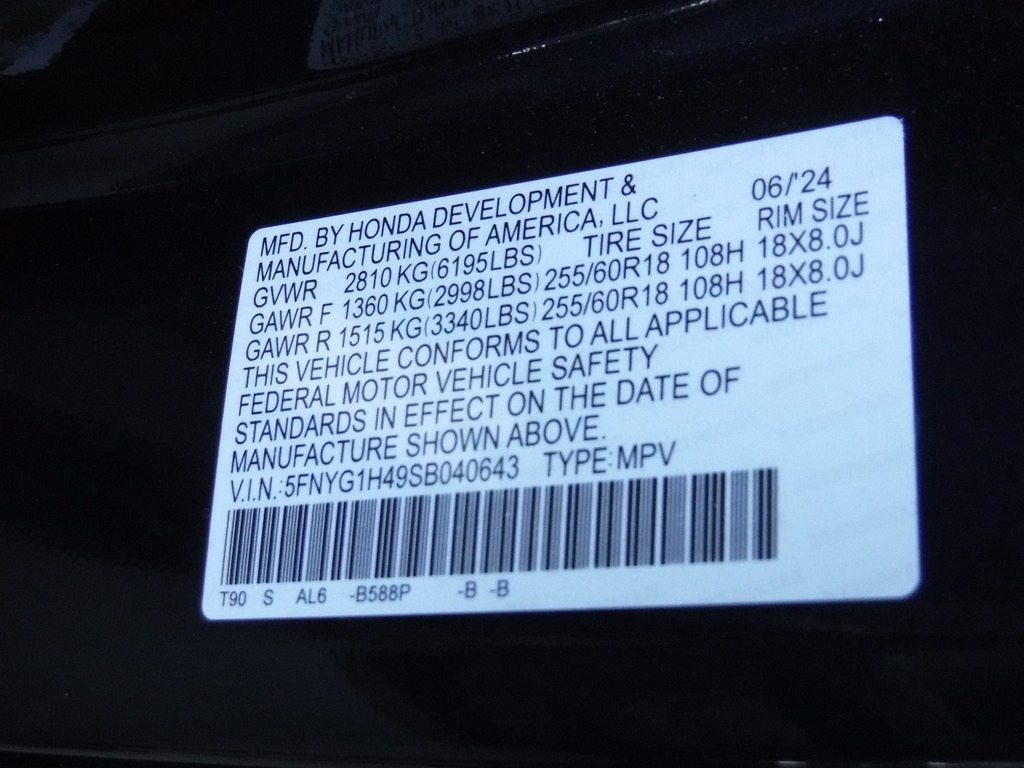 MFD. BY HONDA DEVELOPMENT & 06/'24
MANUFACTURING OF AMERICA, LLC
GVWR 2810 KG(6195LBS) TIRE SIZE RIM SIZE
GAWR F 1360 KG(2998LBS) 255/60R18 108H 18X8.0J
GAWR R 1515 KG(3340LBS) 255/60R18 108H 18X8.0J
THIS VEHICLE CONFORMS TO ALL APPLICABLE
FEDERAL MOTOR VEHICLE SAFETY
STANDARDS IN EFFECT ON THE DATE OF
MANUFACTURE SHOWN ABOVE.
V.I.N.:5FNYG1H49SB040643 TYPE:MPV
T90 S AL6 -B588P -B -B